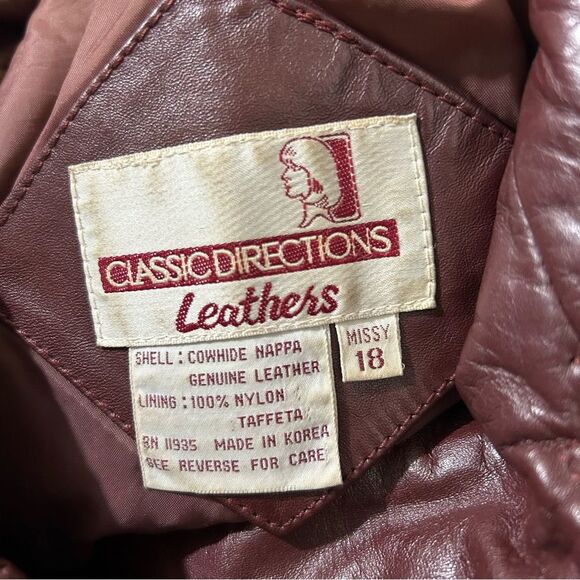 CLASSIC DIRECTIONS
Leathers
MISSY
18
SHELL: COWHIDE NAPPA
GENUINE LEATHER
LINING: 100% NYLON
TAFFETA
RN 11935 MADE IN KOREA
SEE REVERSE FOR CARE